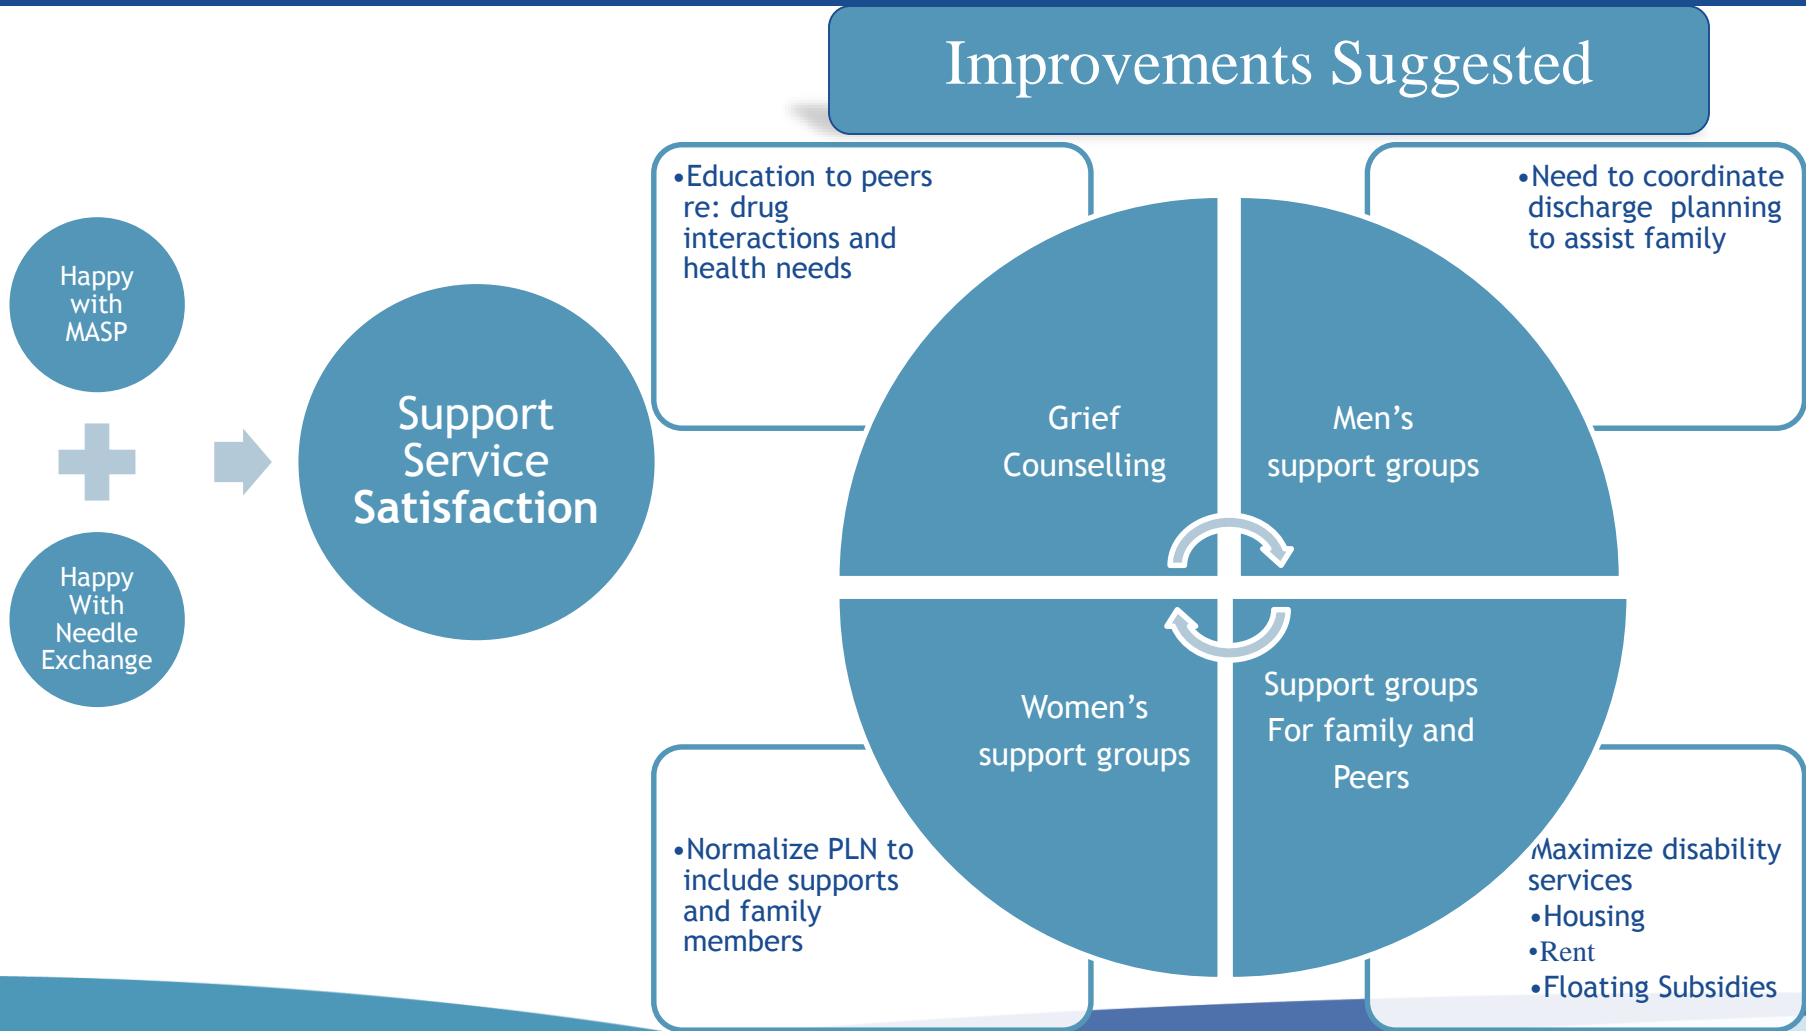 Improvements Suggested
Happy
with
MASP
Happy
With
Needle
Exchange
Support
Service
Satisfaction
•Education to peers
re: drug
interactions and
health needs
•Need to coordinate
discharge planning
to assist family
Grief
Counselling
Men’s
support groups
Women’s
support groups
Support groups
For family and
Peers
•Normalize PLN to
include supports
and family
members
Maximize disability
services
•Housing
•Rent
•Floating Subsidies